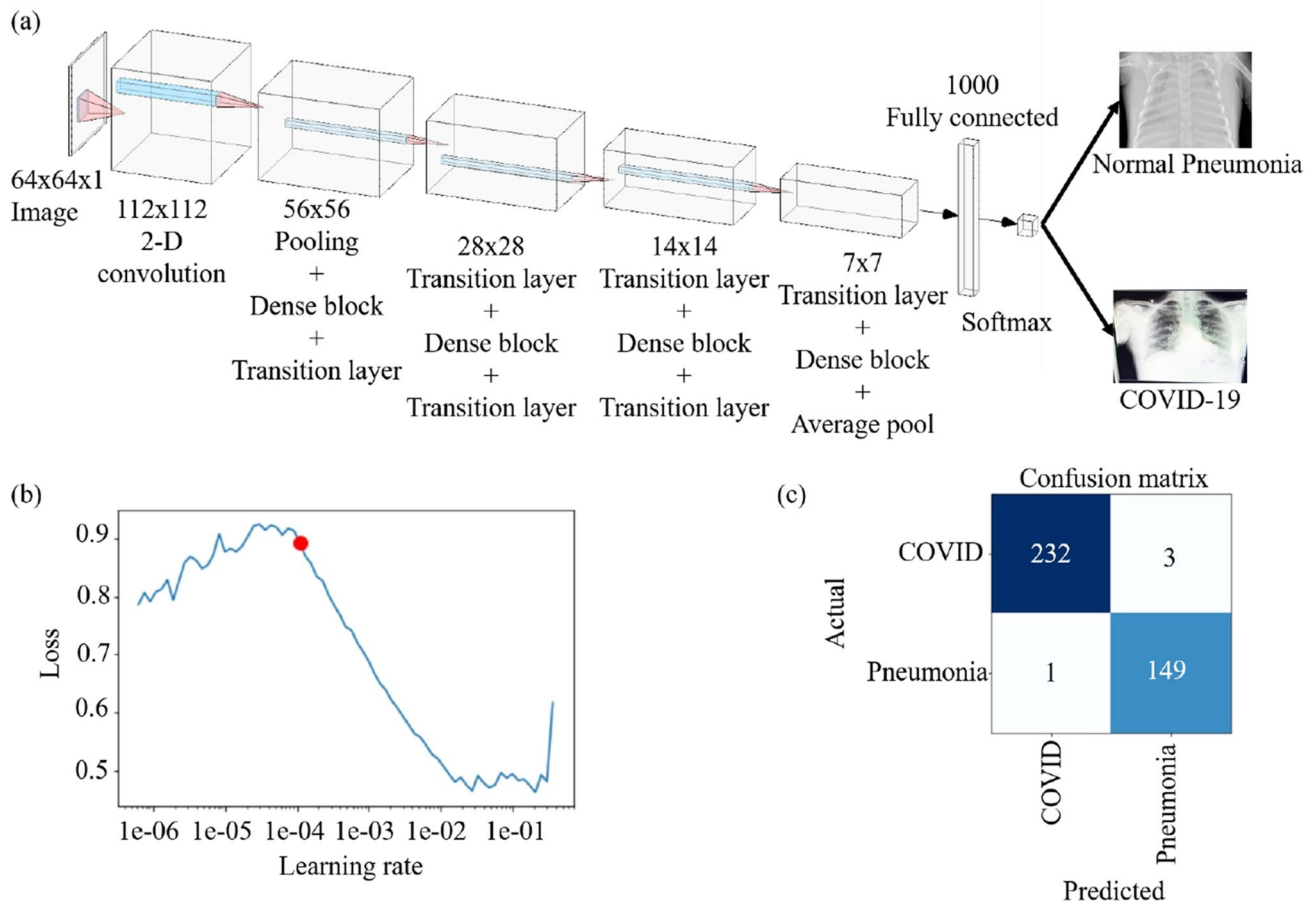 (a)
64x64x1
Image
112x112
2-D
convolution
56x56
Pooling
+
Dense block
+
Transition layer
28x28
Transition layer
+
Dense block
+
Transition layer
14x14
Transition layer
+
Dense block
+
Transition layer
7x7
Transition layer
+
Dense block
+
Average pool
1000
Fully connected
Softmax
Normal Pneumonia
COVID-19
(b)
0.9
0.8
0.7
0.6
0.5
Loss
1e-06 1e-05 1e-04 1e-03 1e-02 1e-01
Learning rate
(c)
Confusion matrix
Actual
COVID 232 3
Pneumonia 1 149
COVID
Pneumonia
Predicted